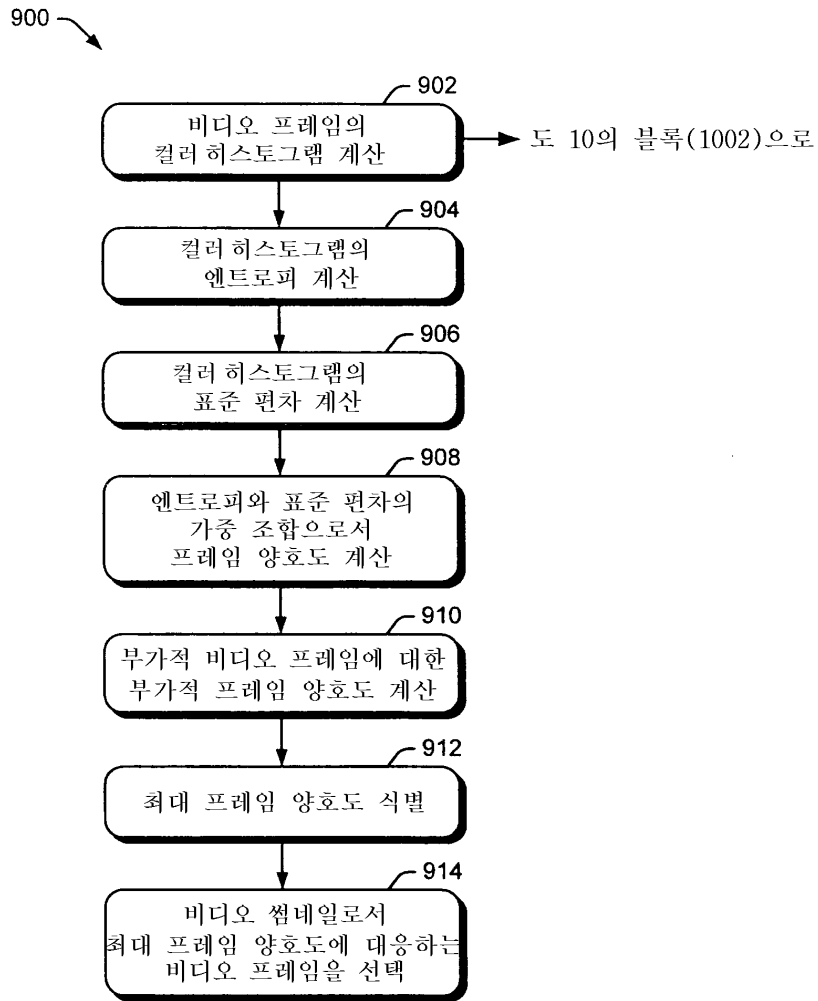 900
902
비디오 프레임의
컬러 히스토그램 계산
도 10의 블록(1002)으로
904
컬러 히스토그램의
엔트로피 계산
906
컬러 히스토그램의
표준 편차 계산
908
엔트로피와 표준 편차의
가중 조합으로서
프레임 양호도 계산
910
부가적 비디오 프레임에 대한
부가적 프레임 양호도 계산
912
최대 프레임 양호도 식별
914
비디오 썸네일로서
최대 프레임 양호도에 대응하는
비디오 프레임을 선택